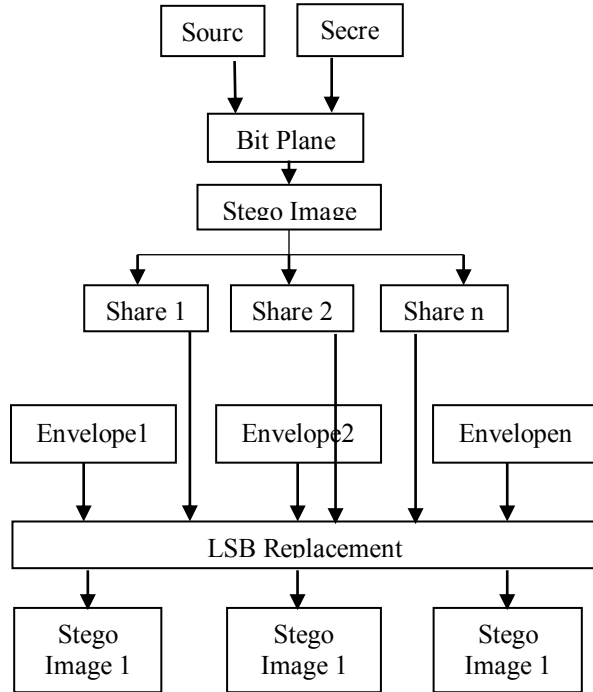 Sourc
Secre
Bit Plane
Stego Image
Share 1
Share 2
Share n
Envelope1
Envelope2
Envelopen
LSB Replacement
Stego
Image 1
Stego
Image 1
Stego
Image 1